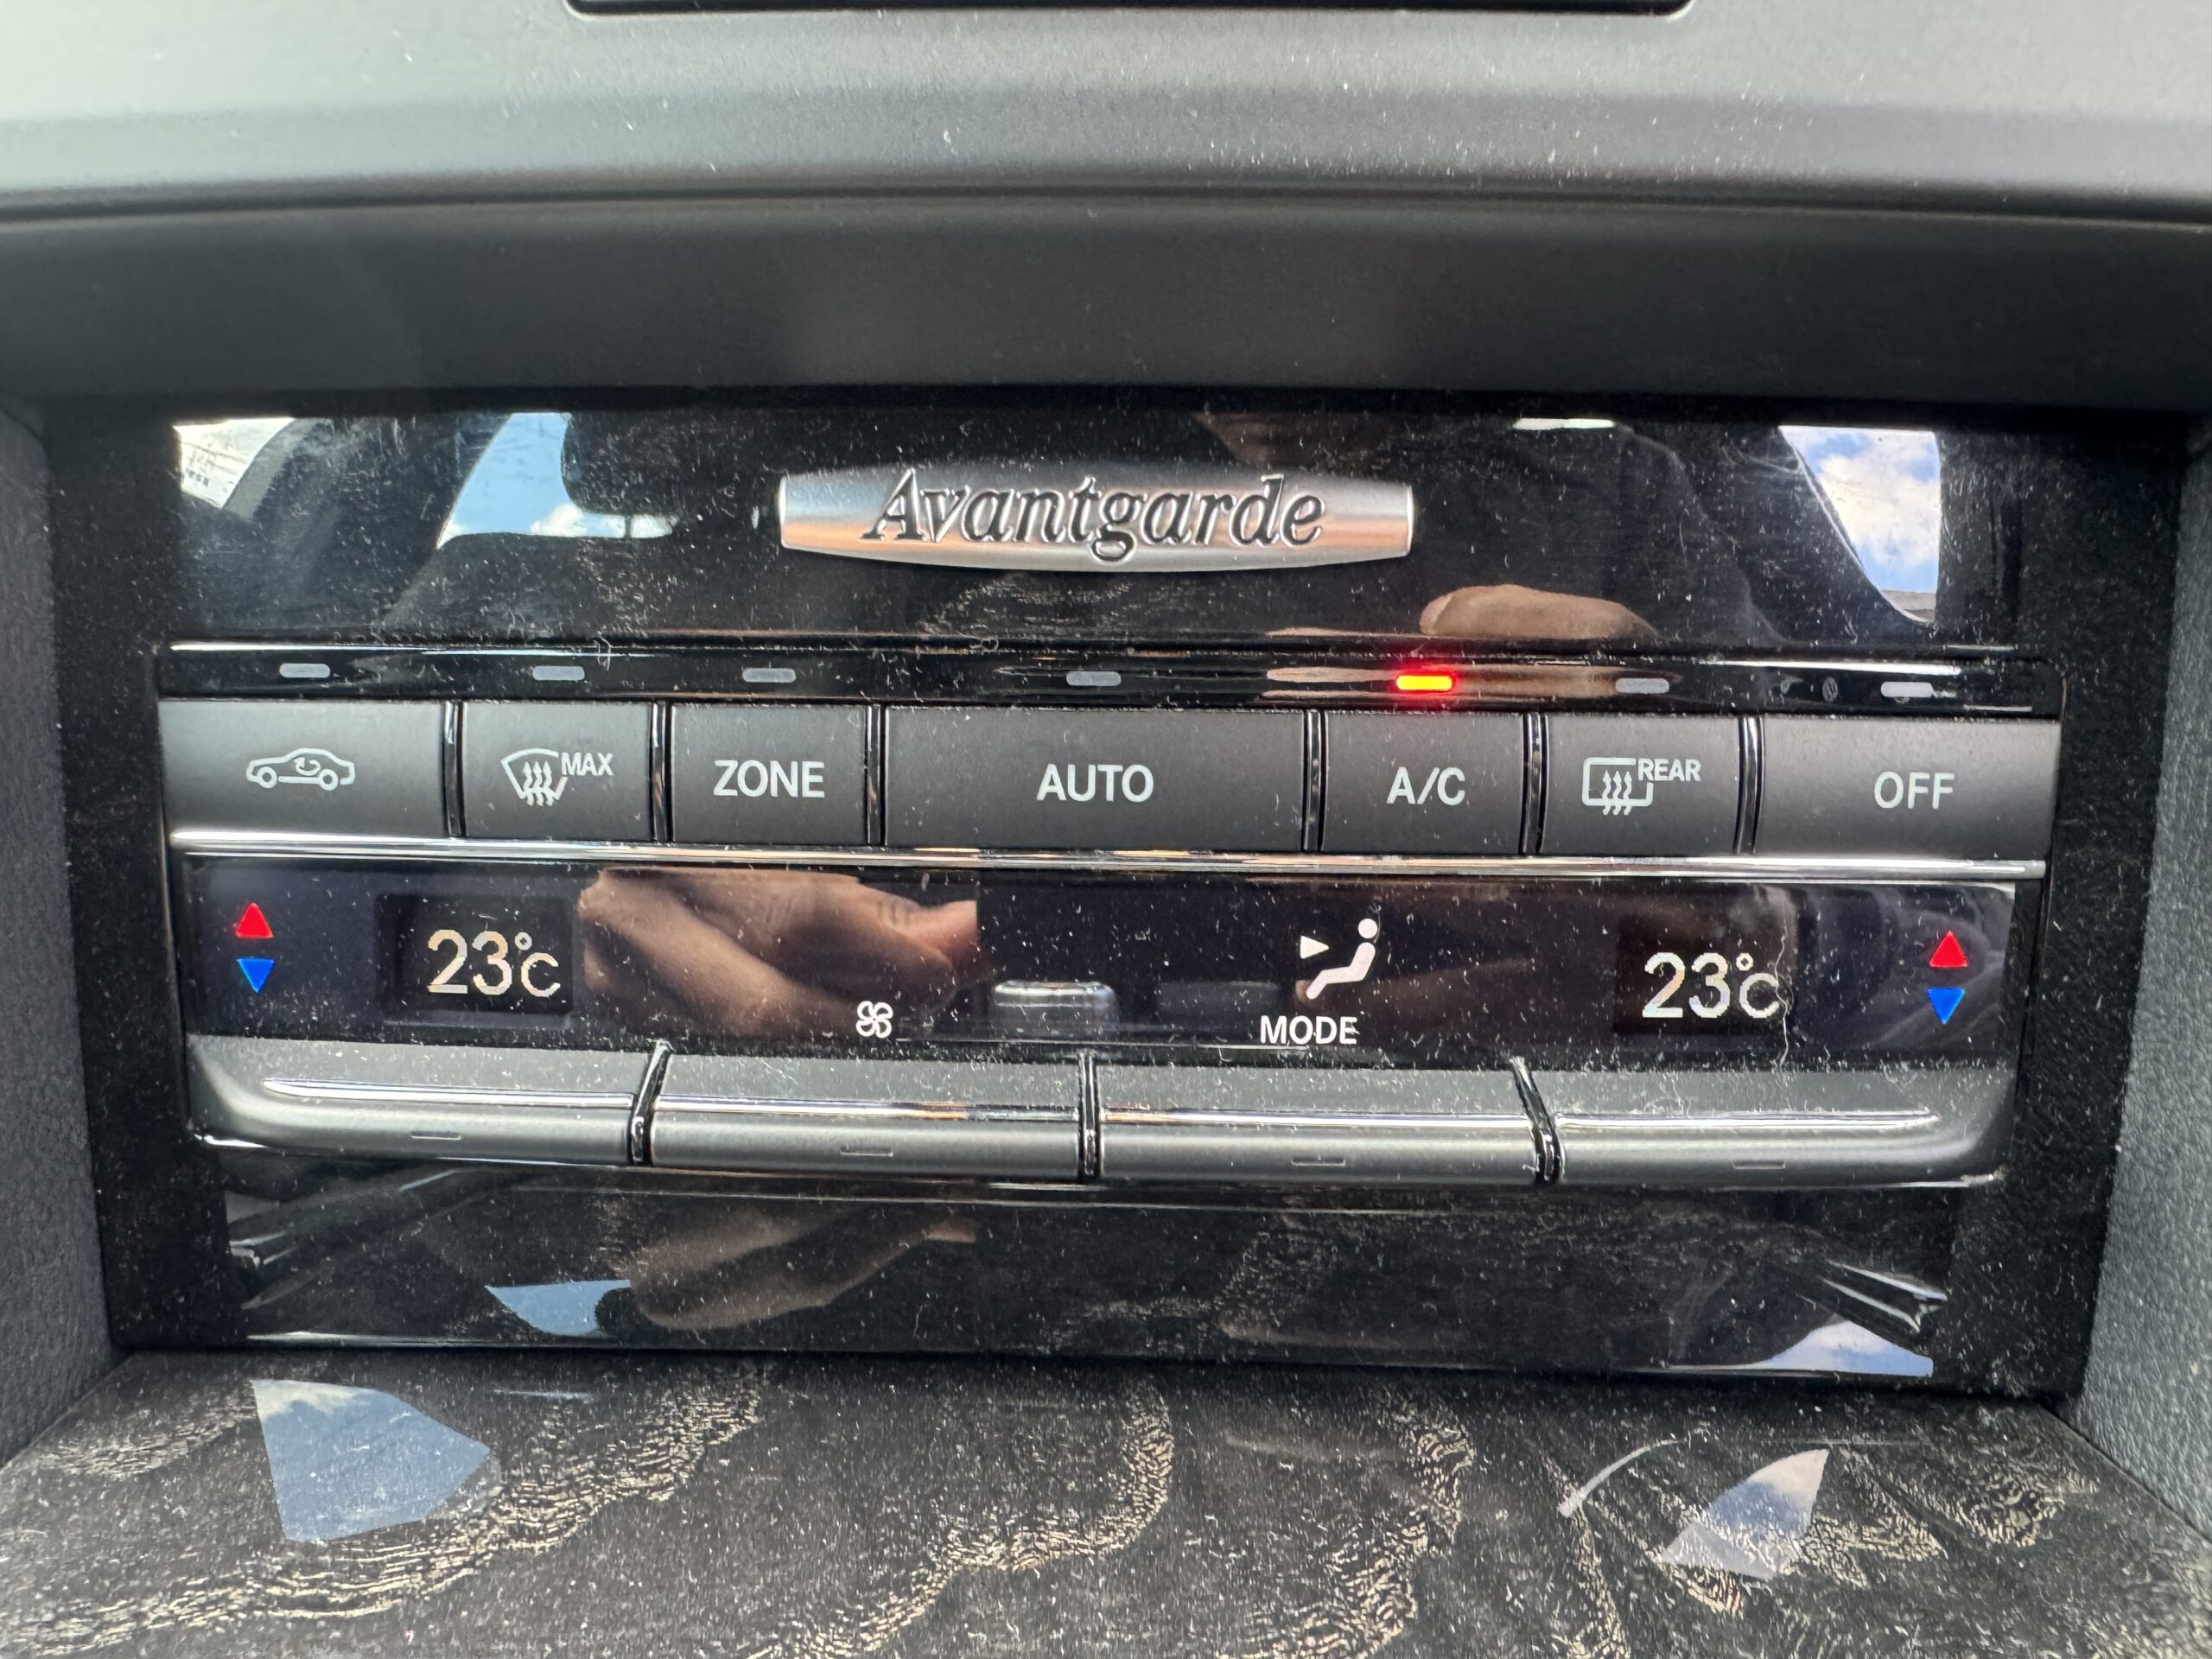 Avantgarde
MAX ZONE AUTO A/C REAR OFF
23°C 23°C
MODE